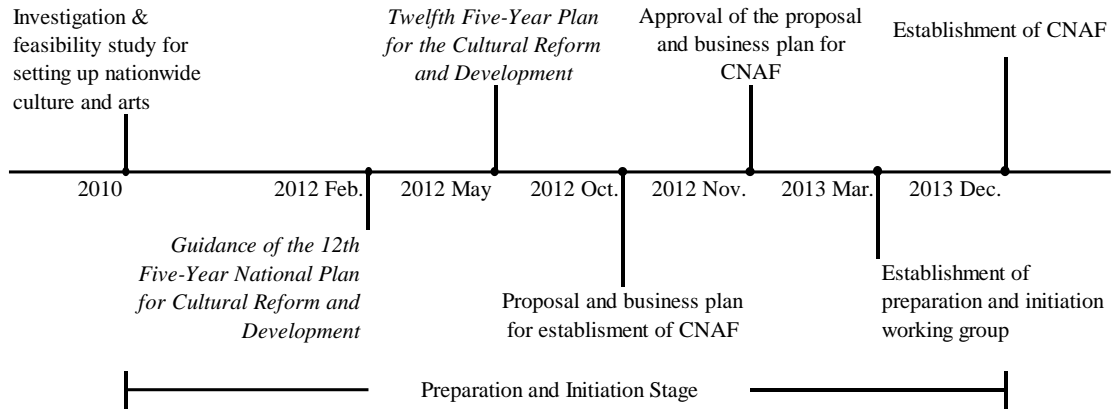 Investigation &
feasibility study for
setting up nationwide
culture and arts
Twelfth Five-Year Plan
for the Cultural Reform
and Development
Approval of the proposal
and business plan for
CNAF
Establishment of CNAF
2010
2012 Feb.
2012 May
2012 Oct.
2012 Nov.
2013 Mar.
2013 Dec.
Guidance of the 12th
Five-Year National Plan
for Cultural Reform and
Development
Proposal and business plan
for establisment of CNAF
Establishment of
preparation and initiation
working group
Preparation and Initiation Stage